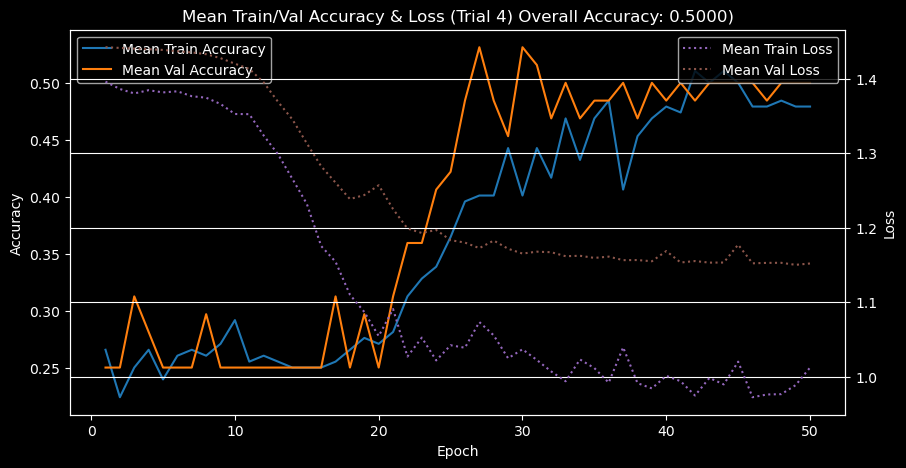 Mean Train/Val Accuracy & Loss (Trial 4) Overall Accuracy: 0.5000)
Mean Train Accuracy
Mean Val Accuracy
Mean Train Loss
Mean Val Loss
Accuracy
0.50
0.45
0.40
0.35
0.30
0.25
Loss
1.4
1.3
1.2
1.1
1.0
0 10 20 30 40 50
Epoch